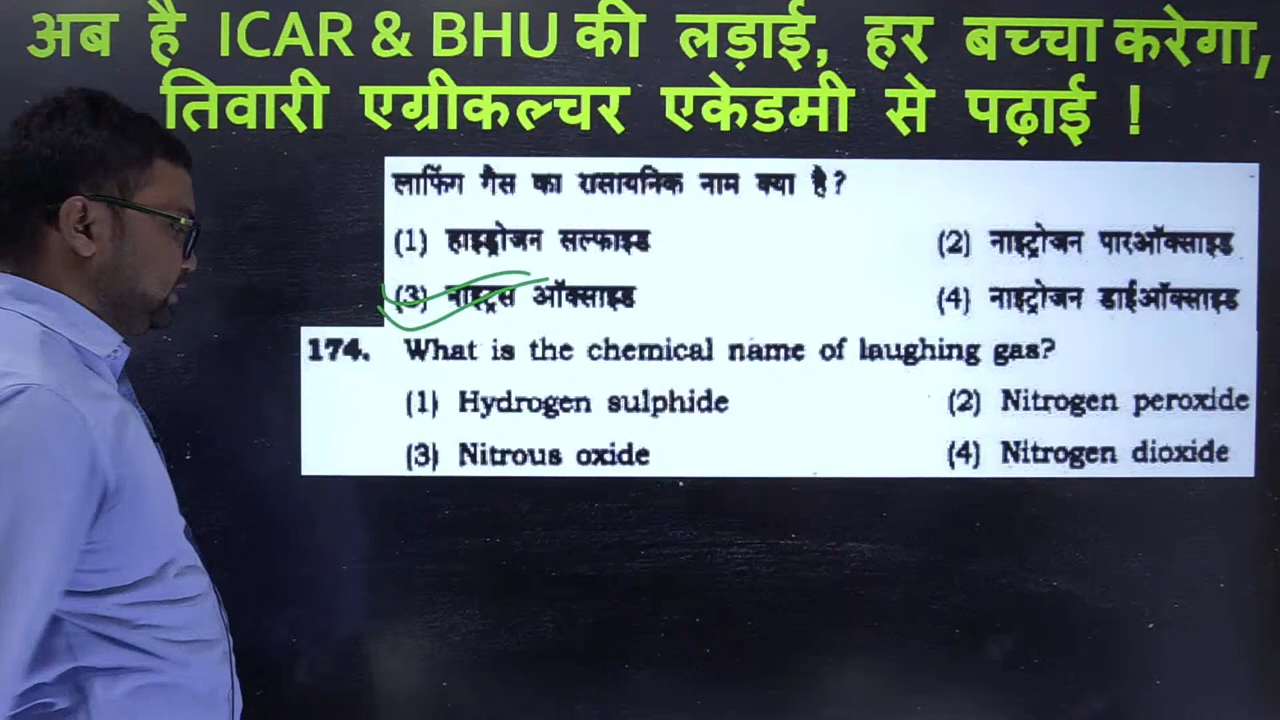 अब है ICAR & BHU की लड़ाई, हर बच्चा करेगा,
तिवारी एग्रीकल्चर एकेडमी से पढ़ाई !
लाफिंग गैस का रासायनिक नाम क्या है?
(1) हाइड्रोजन सल्फाइड (2) नाइट्रोजन पारऑक्साइड
(3) नाइट्रस ऑक्साइड (4) नाइट्रोजन डाईऑक्साइड
174. What is the chemical name of laughing gas?
(1) Hydrogen sulphide (2) Nitrogen peroxide
(3) Nitrous oxide (4) Nitrogen dioxide